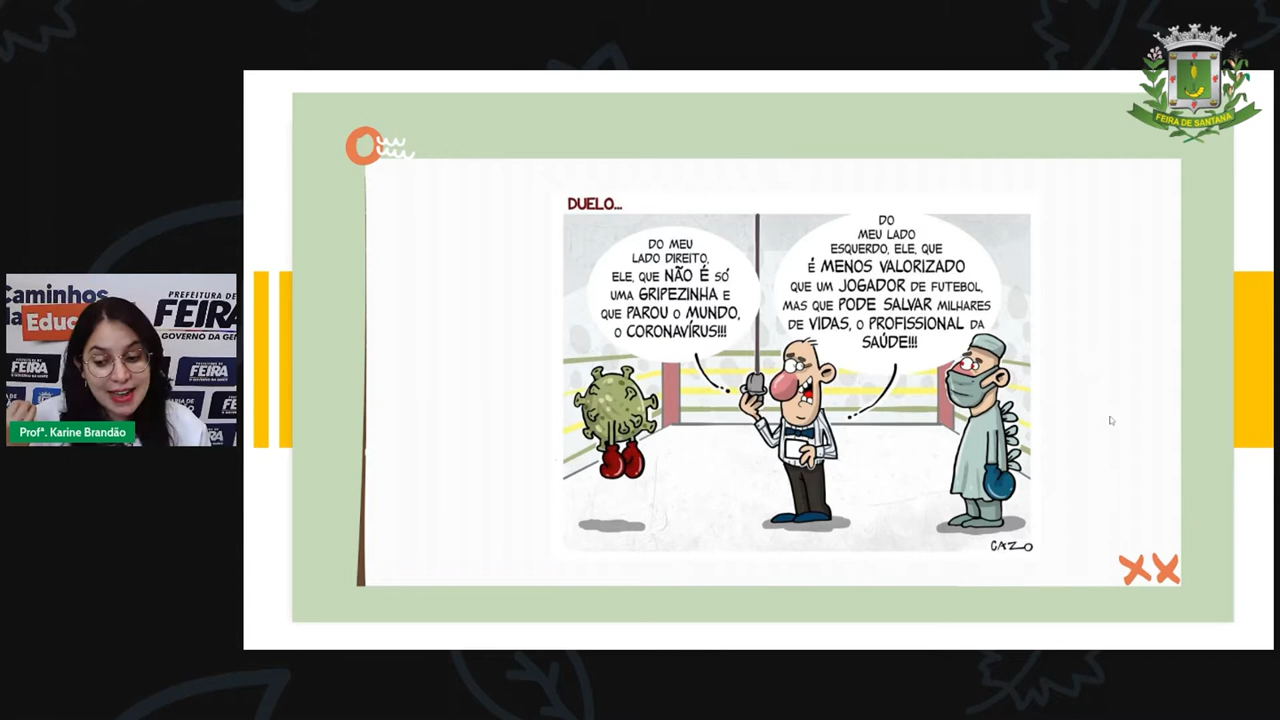 FEIRA DE SANTANA
DUELO...
DO MEU
LADO DIREITO,
ELE, QUE NÃO É SÓ
UMA GRIPEZINHA E
QUE PAROU O MUNDO,
O CORONAVÍRUS!!!
DO
MEU LADO
ESQUERDO, ELE, QUE
É MENOS VALORIZADO
QUE UM JOGADOR DE FUTEBOL,
MAS QUE PODE SALVAR MILHARES
DE VIDAS, O PROFISSIONAL DA
SAÚDE!!!
CAZO
Caminhos
da Educ
PREFEITURA DE
FEIRA
GOVERNO DA GEN
FEIRA
FEIRA
Profª. Karine Brandão